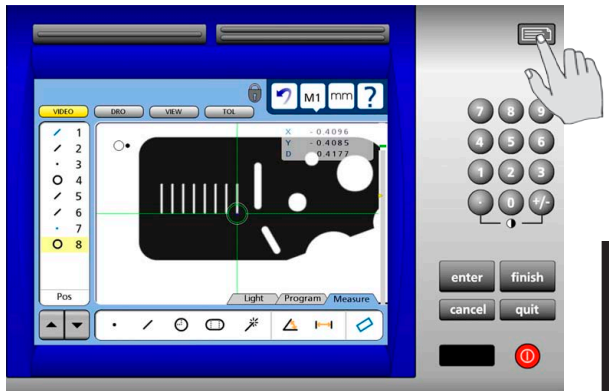 M1 mm ?
VIDEO DRO VIEW TOL
1
2
3
4
5
6
7
8
X - 0.4096
Y - 0.4085
D 0.4177
Pos
Light Program Measure
7 8 9
4 5 6
1 2 3
. 0 +/-
enter finish
cancel quit